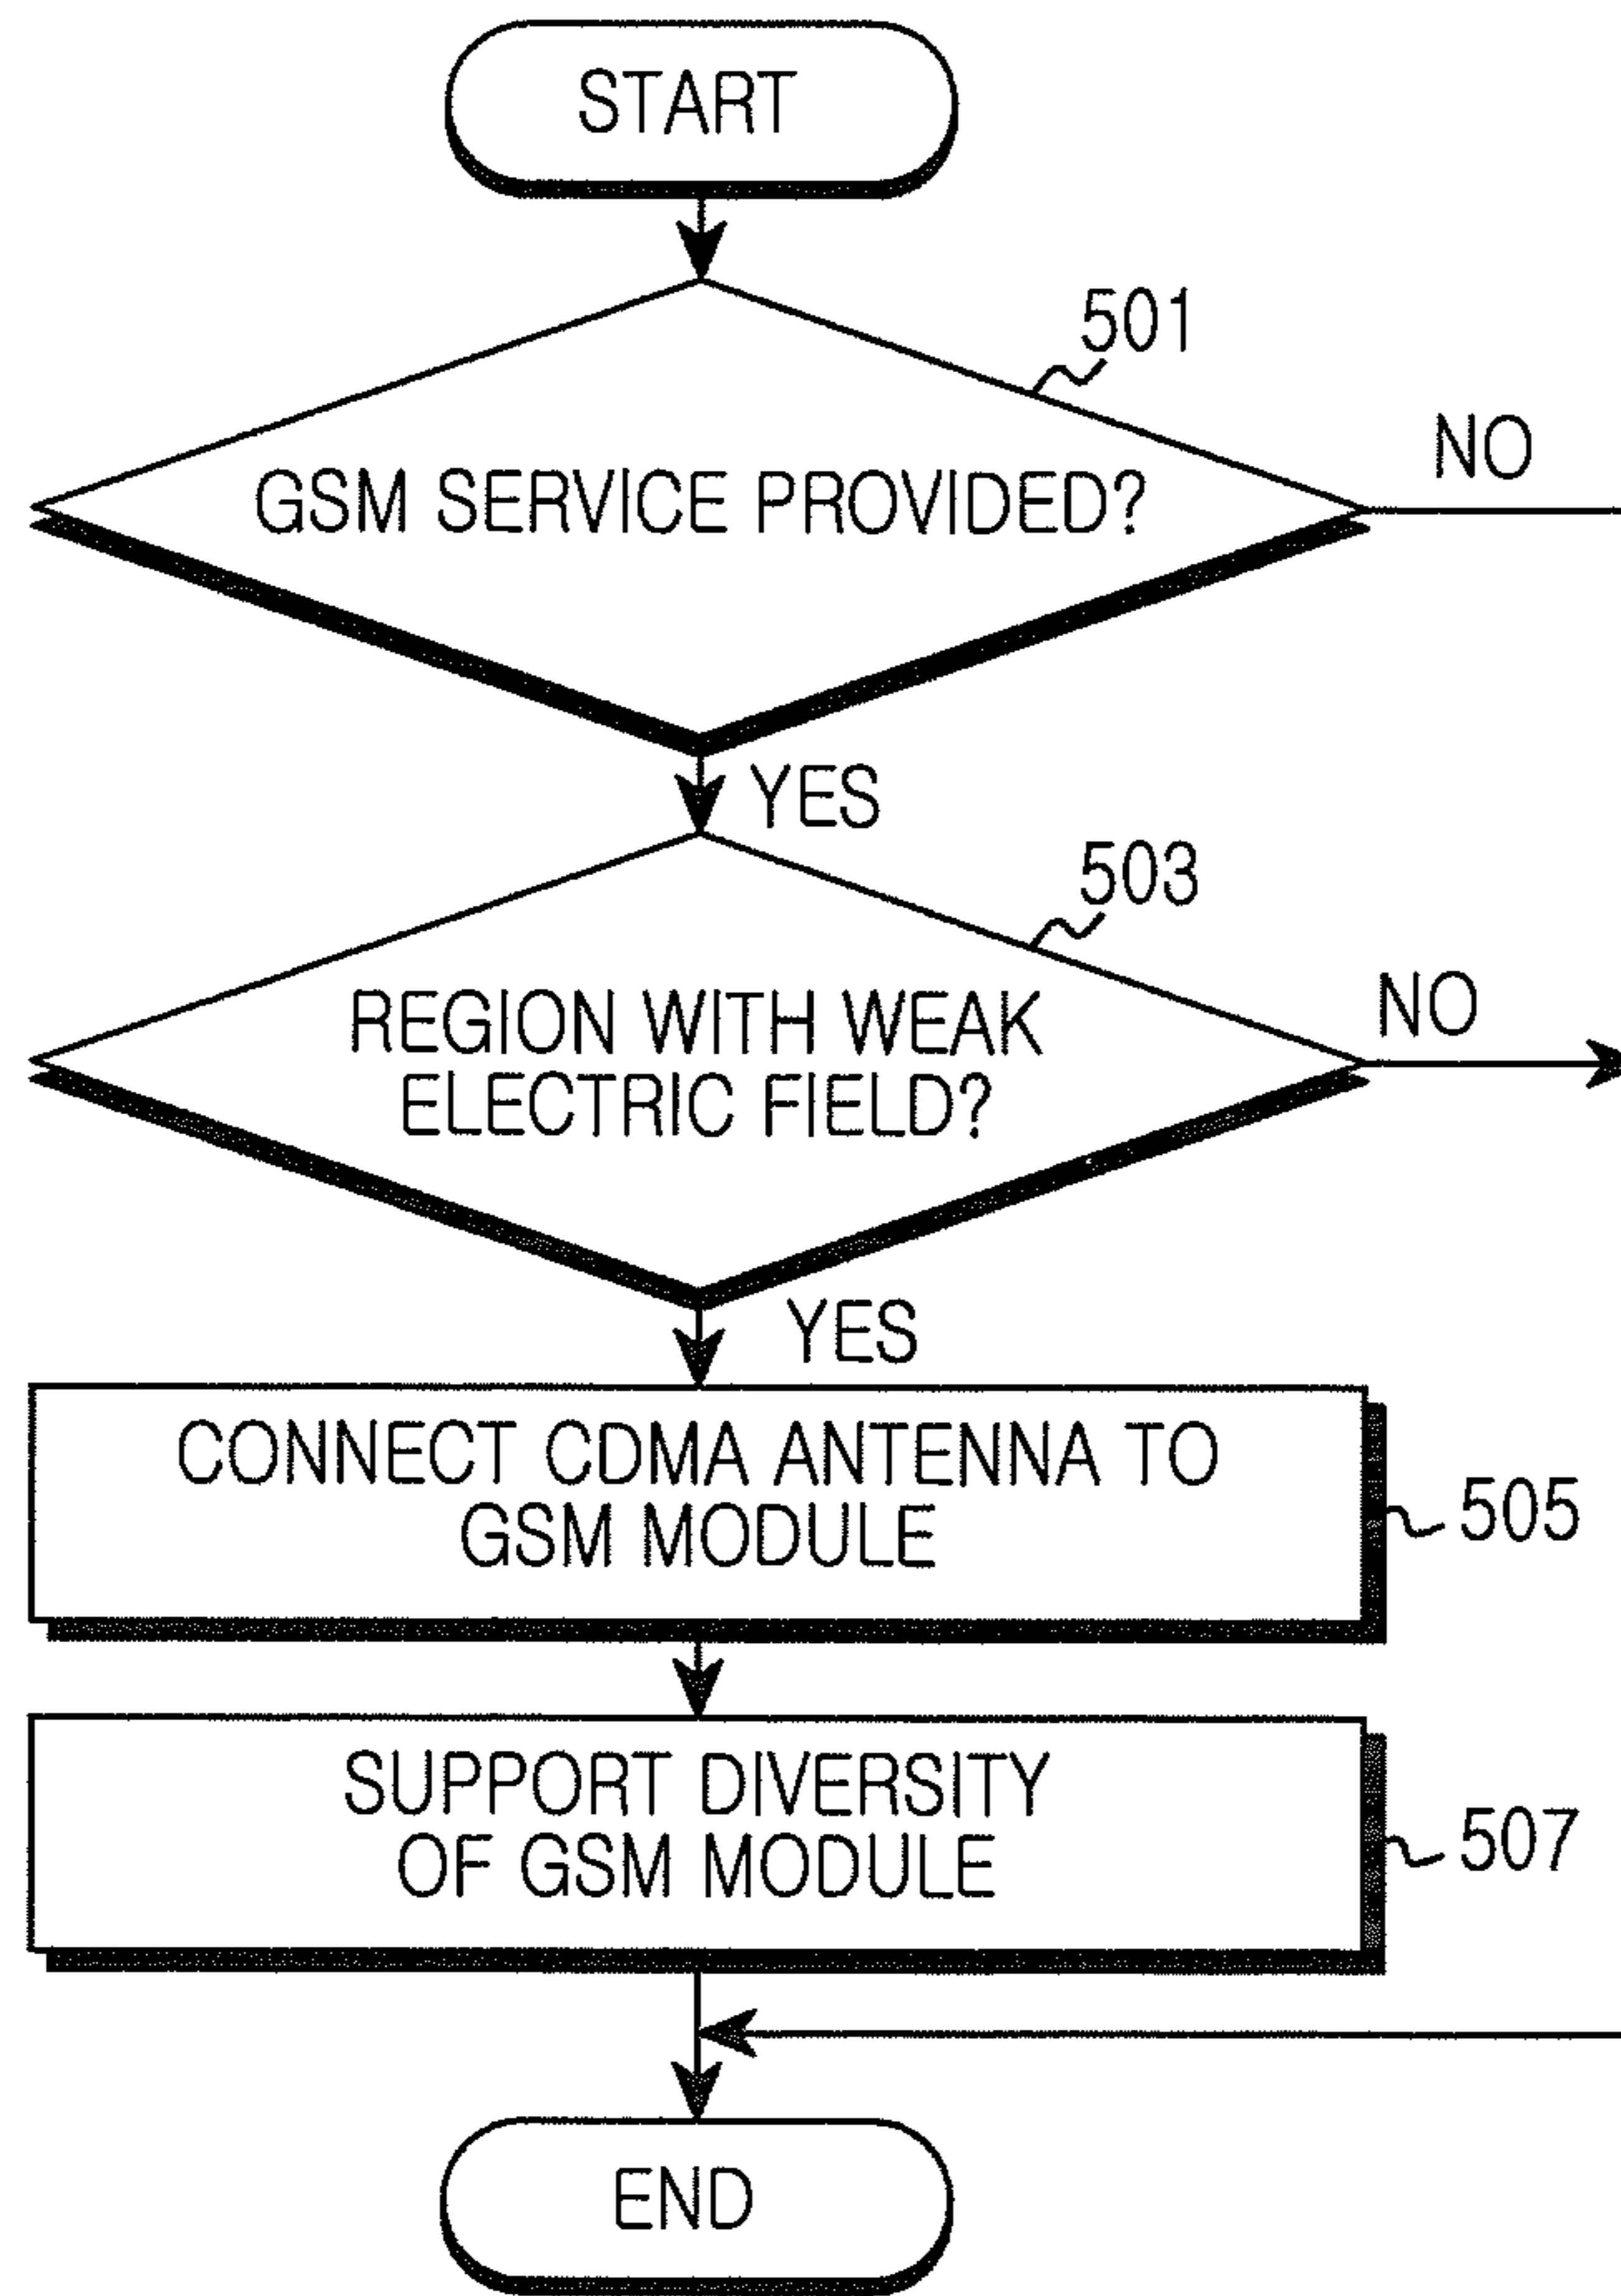 START
501
GSM SERVICE PROVIDED?
NO
YES
503
REGION WITH WEAK
ELECTRIC FIELD?
NO
YES
CONNECT CDMA ANTENNA TO
GSM MODULE
505
SUPPORT DIVERSITY
OF GSM MODULE
507
END